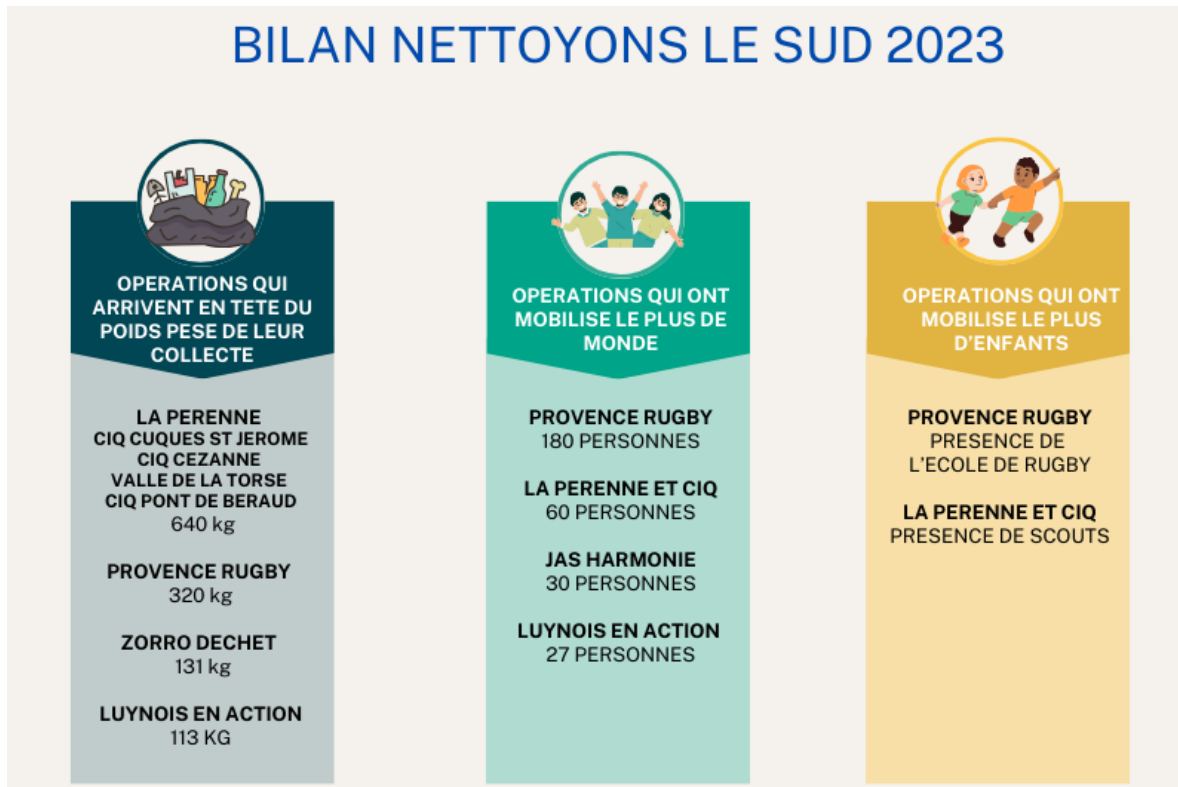 BILAN NETTOYONS LE SUD 2023
OPERATIONS QUI
ARRIVENT EN TETE DU
POIDS PESE DE LEUR
COLLECTE
LA PERENNE
CIQ CUQUES ST JEROME
CIQ CEZANNE
VALLE DE LA TORSE
CIQ PONT DE BERAUD
640 kg
PROVENCE RUGBY
320 kg
ZORRO DECHET
131 kg
LUYNOIS EN ACTION
113 KG
OPERATIONS QUI ONT
MOBILISE LE PLUS DE
MONDE
PROVENCE RUGBY
180 PERSONNES
LA PERENNE ET CIQ
60 PERSONNES
JAS HARMONIE
30 PERSONNES
LUYNOIS EN ACTION
27 PERSONNES
OPERATIONS QUI ONT
MOBILISE LE PLUS
D'ENFANTS
PROVENCE RUGBY
PRESENCE DE
L'ECOLE DE RUGBY
LA PERENNE ET CIQ
PRESENCE DE SCOUTS